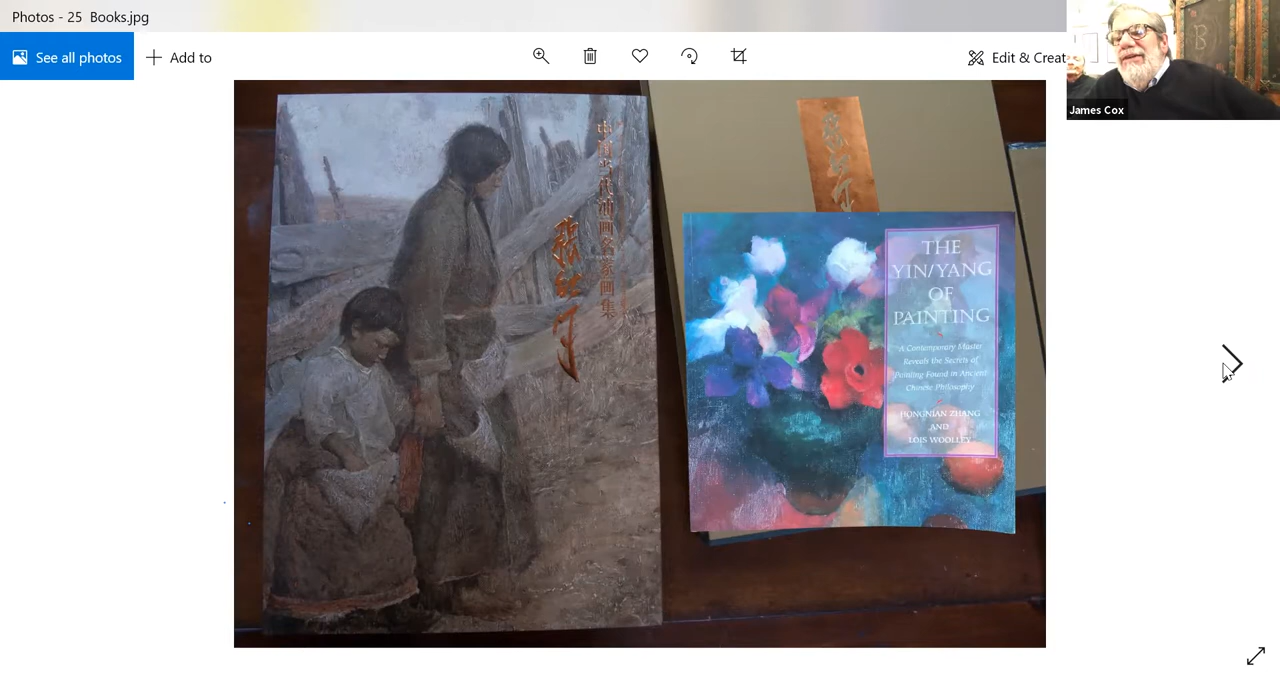 Photos - 25 Books.jpg
See all photos
Add to
Edit & Creat
James Cox
中国当代油画名家画集
THE
YIN/YANG
OF
PAINTING
A Contemporary Master
Reveals the Secrets of
Painting Found in Ancient
Chinese Philosophy
HONGNIAN ZHANG
AND
LOIS WOOLLEY